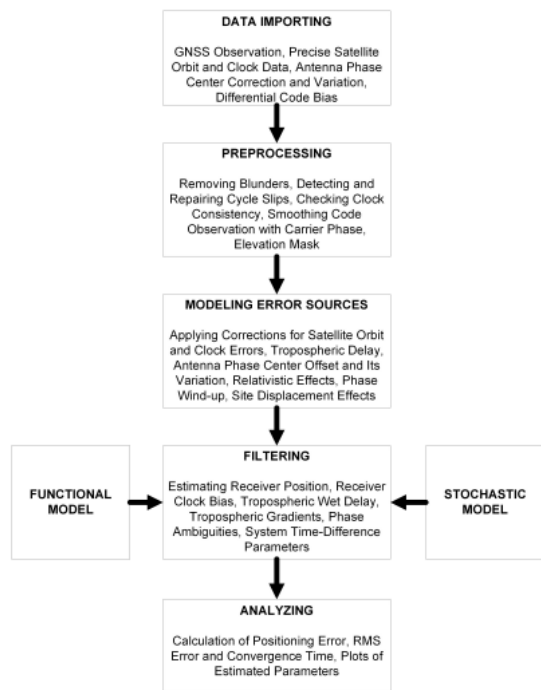 DATA IMPORTING
GNSS Observation, Precise Satellite
Orbit and Clock Data, Antenna Phase
Center Correction and Variation,
Differential Code Bias
PREPROCESSING
Removing Blunders, Detecting and
Repairing Cycle Slips, Checking Clock
Consistency, Smoothing Code
Observation with Carrier Phase,
Elevation Mask
MODELING ERROR SOURCES
Applying Corrections for Satellite Orbit
and Clock Errors, Tropospheric Delay,
Antenna Phase Center Offset and Its
Variation, Relativistic Effects, Phase
Wind-up, Site Displacement Effects
FUNCTIONAL
MODEL
FILTERING
Estimating Receiver Position, Receiver
Clock Bias, Tropospheric Wet Delay,
Tropospheric Gradients, Phase
Ambiguities, System Time-Difference
Parameters
STOCHASTIC
MODEL
ANALYZING
Calculation of Positioning Error, RMS
Error and Convergence Time, Plots of
Estimated Parameters